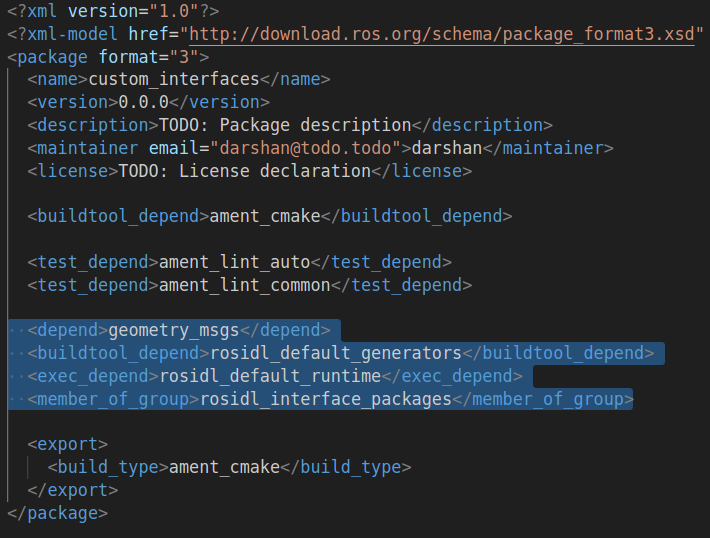 <?xml version="1.0"?>
<?xml-model href="http://download.ros.org/schema/package_format3.xsd"
<package format="3">
<name>custom_interfaces</name>
<version>0.0.0</version>
<description>TODO: Package description</description>
<maintainer email="darshan@todo.todo">darshan</maintainer>
<license>TODO: License declaration</license>
<buildtool_depend>ament_cmake</buildtool_depend>
<test_depend>ament_lint_auto</test_depend>
<test_depend>ament_lint_common</test_depend>
<depend>geometry_msgs</depend>
<buildtool_depend>rosidl_default_generators</buildtool_depend>
<exec_depend>rosidl_default_runtime</exec_depend>
<member_of_group>rosidl_interface_packages</member_of_group>
<export>
<build_type>ament_cmake</build_type>
</export>
</package>